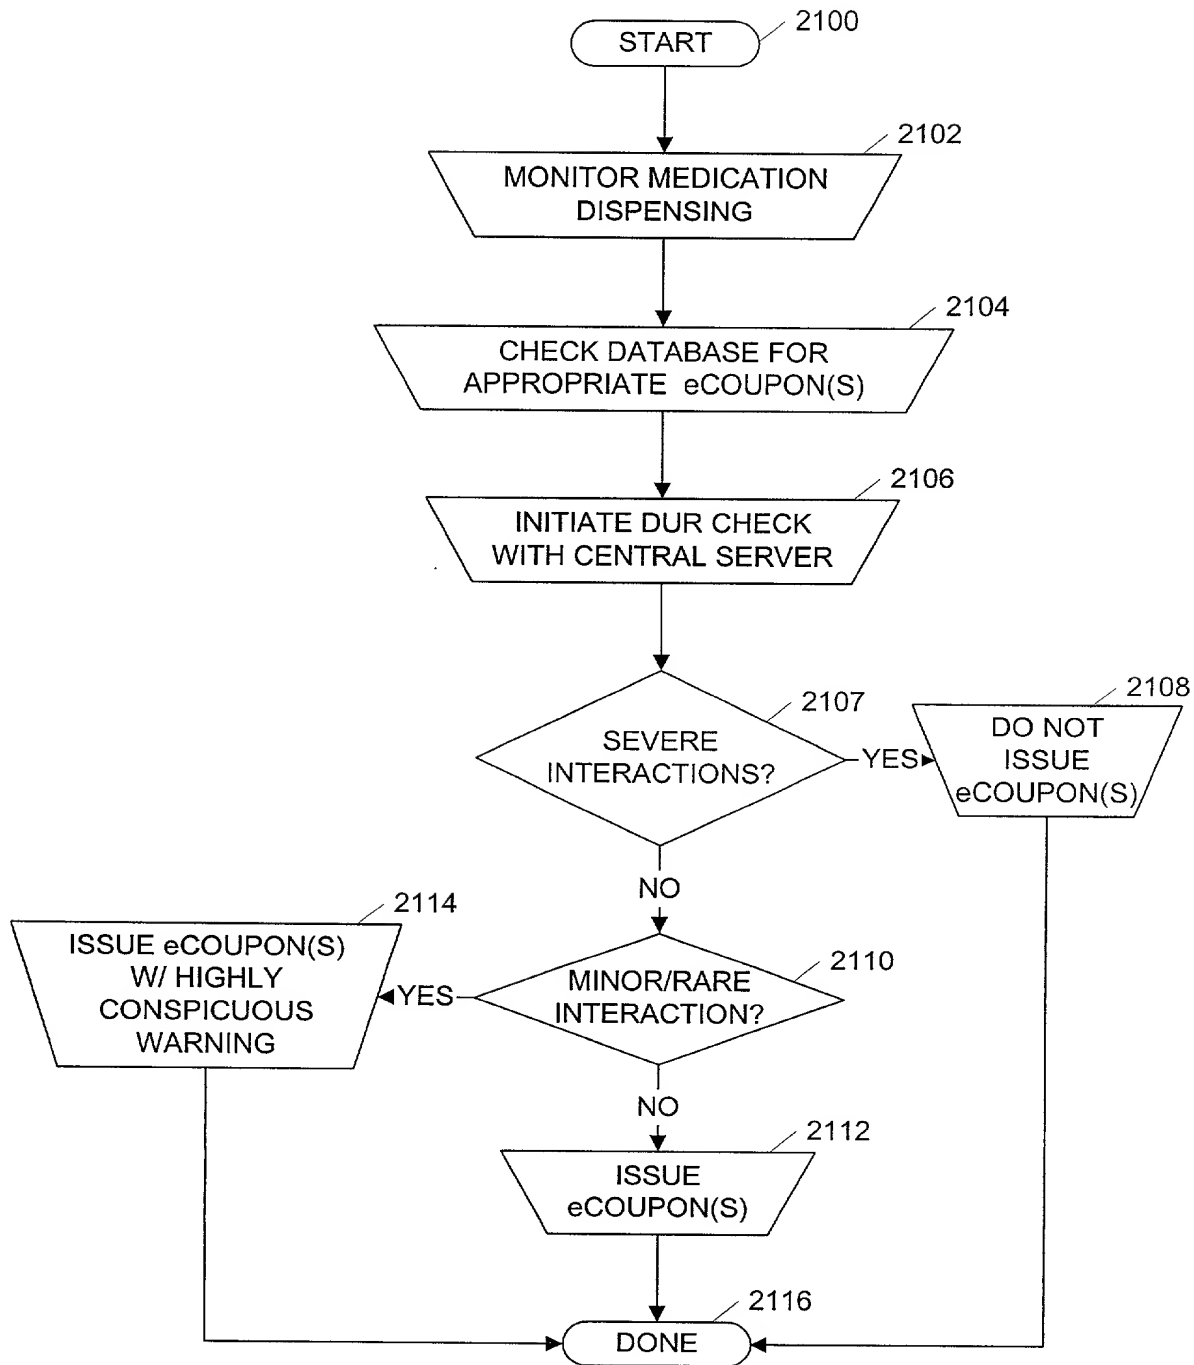 2100
START
2102
MONITOR MEDICATION
DISPENSING
2104
CHECK DATABASE FOR
APPROPRIATE eCOUPON(S)
2106
INITIATE DUR CHECK
WITH CENTRAL SERVER
2107
SEVERE
INTERACTIONS?
YES
2108
DO NOT
ISSUE
eCOUPON(S)
NO
2110
MINOR/RARE
INTERACTION?
YES
2114
ISSUE eCOUPON(S)
W/ HIGHLY
CONSPICUOUS
WARNING
NO
2112
ISSUE
eCOUPON(S)
2116
DONE